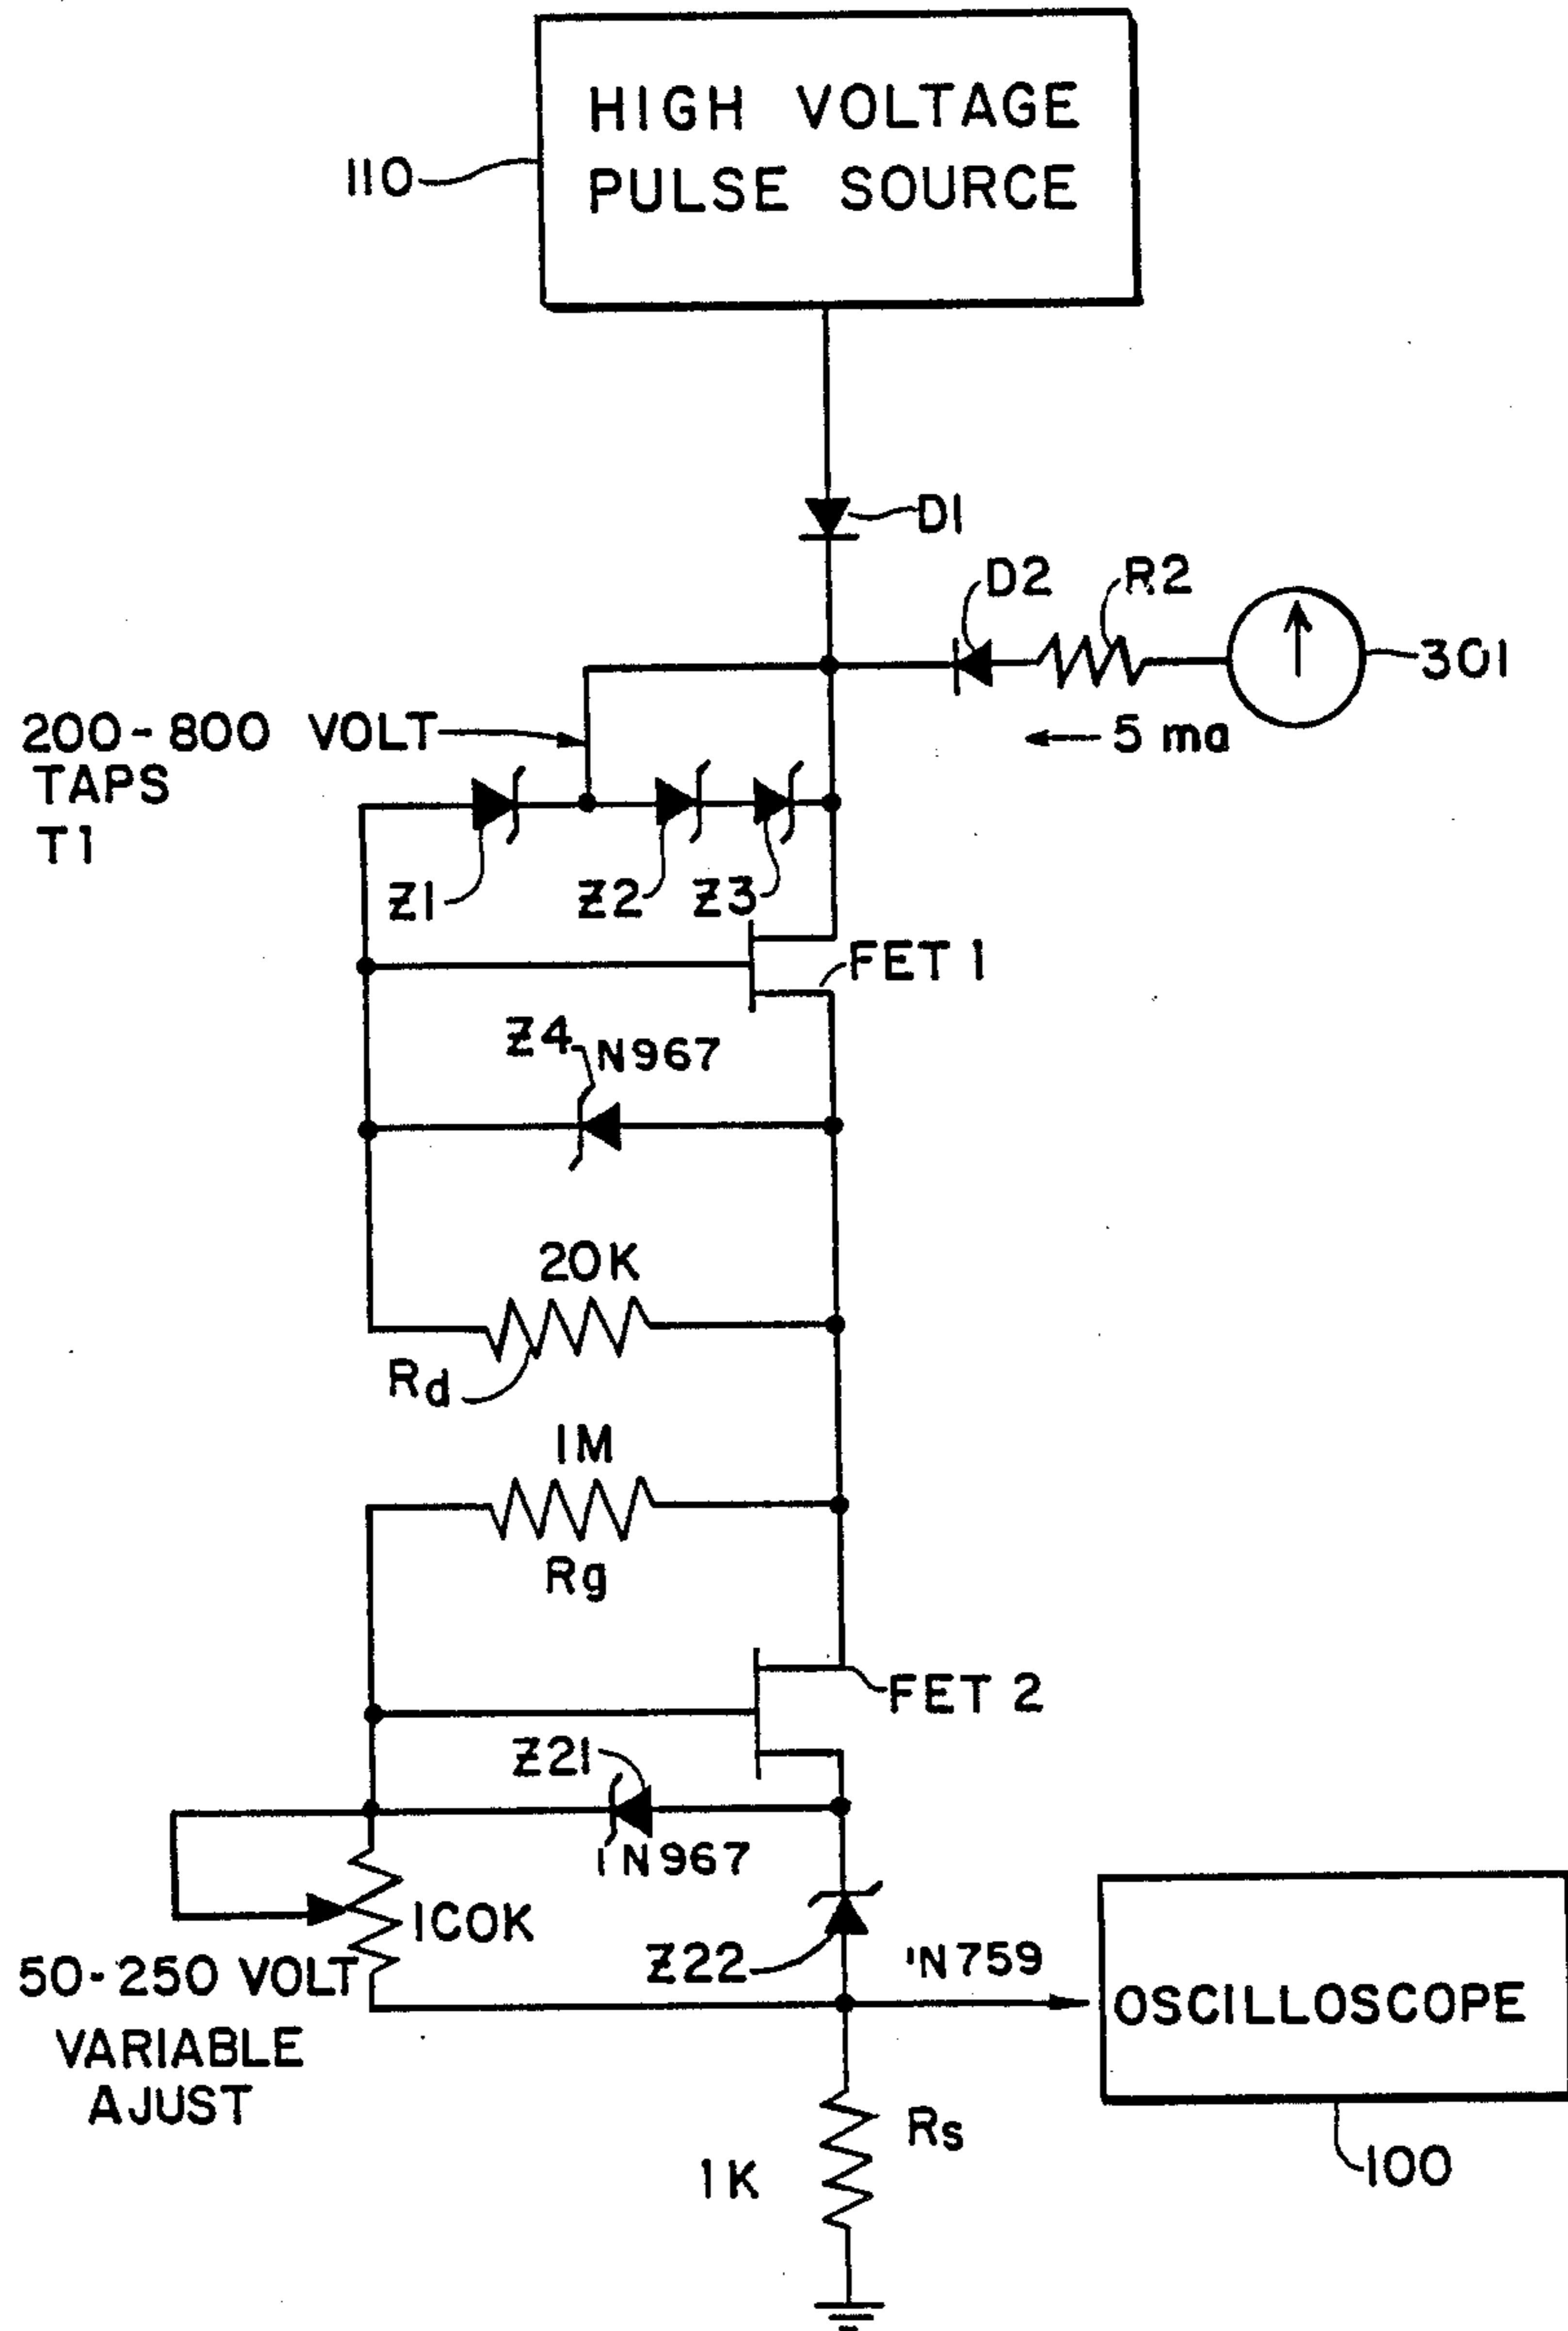 HIGH VOLTAGE
PULSE SOURCE
110
D1
D2
R2
301
5 ma
200-800 VOLT
TAPS
T1
Z1
Z2
Z3
FET 1
Z4
N967
20K
Rd
1M
Rg
FET 2
Z21
1N967
1C0K
50-250 VOLT
VARIABLE
AJUST
Z22
1N759
OSCILLOSCOPE
Rs
1K
100